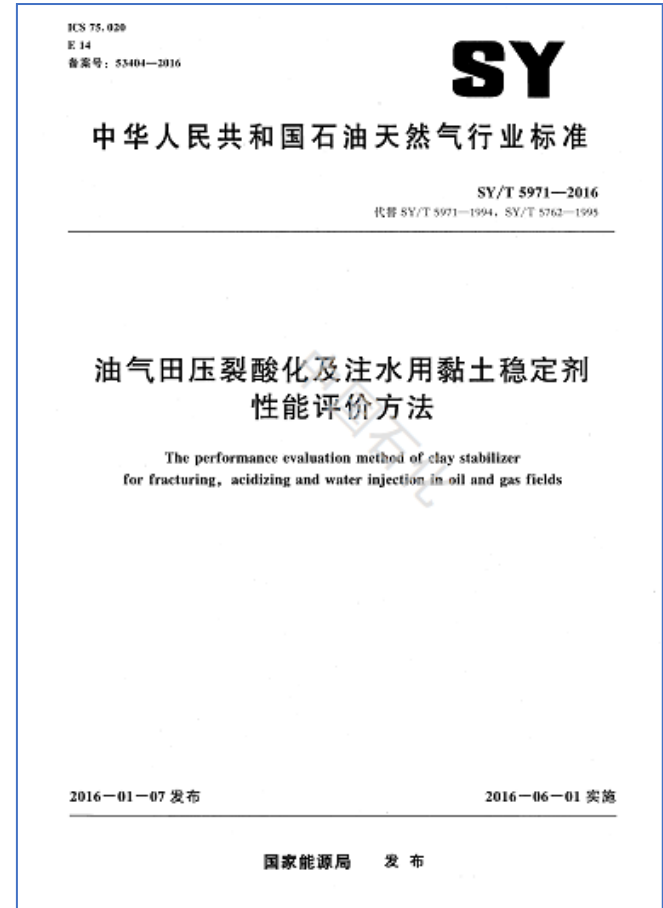 ICS 75.020
E 14
备案号：53404—2016
SY
中华人民共和国石油天然气行业标准
SY/T 5971—2016
代替 SY/T 5971—1994，SY/T 5762—1995
油气田压裂酸化及注水用黏土稳定剂
性能评价方法
The performance evaluation method of clay stabilizer
for fracturing，acidizing and water injection in oil and gas fields
中国石化
2016—01—07 发布
2016—06—01 实施
国家能源局 发 布